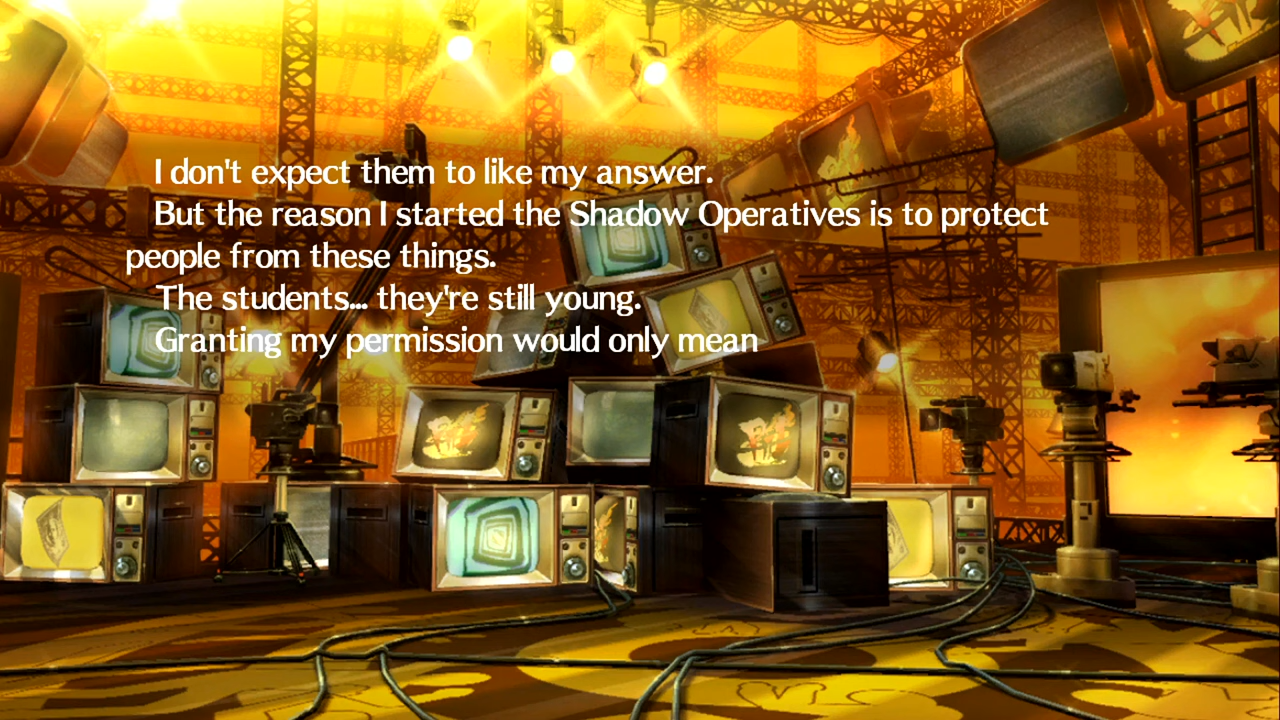 I don't expect them to like my answer.
But the reason I started the Shadow Operatives is to protect
people from these things.
The students... they're still young.
Granting my permission would only mean